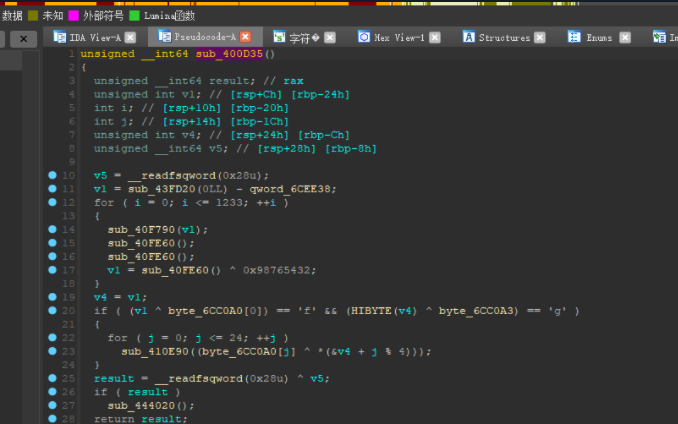 数据 未知 外部符号 Lumina函数
IDA View-A Pseudocode-A 字符 Hex View-1 Structures Enums
1 unsigned __int64 sub_400D35()
2 {
3 unsigned __int64 result; // rax
4 unsigned int v1; // [rsp+Ch] [rbp-24h]
5 int i; // [rsp+10h] [rbp-20h]
6 int j; // [rsp+14h] [rbp-1Ch]
7 unsigned int v4; // [rsp+24h] [rbp-Ch]
8 unsigned __int64 v5; // [rsp+28h] [rbp-8h]
9
10 v5 = __readfsqword(0x28u);
11 v1 = sub_43FD20(0LL) - qword_6CEE38;
12 for ( i = 0; i <= 1233; ++i )
13 {
14 sub_40F790(v1);
15 sub_40FE60();
16 sub_40FE60();
17 v1 = sub_40FE60() ^ 0x98765432;
18 }
19 v4 = v1;
20 if ( (v1 ^ byte_6CC0A0[0]) == 'f' && (HIBYTE(v4) ^ byte_6CC0A3) == 'g' )
21 {
22 for ( j = 0; j <= 24; ++j )
23 sub_410E90((byte_6CC0A0[j] ^ *(&v4 + j % 4)));
24 }
25 result = __readfsqword(0x28u) ^ v5;
26 if ( result )
27 sub_444020();
28 return result;